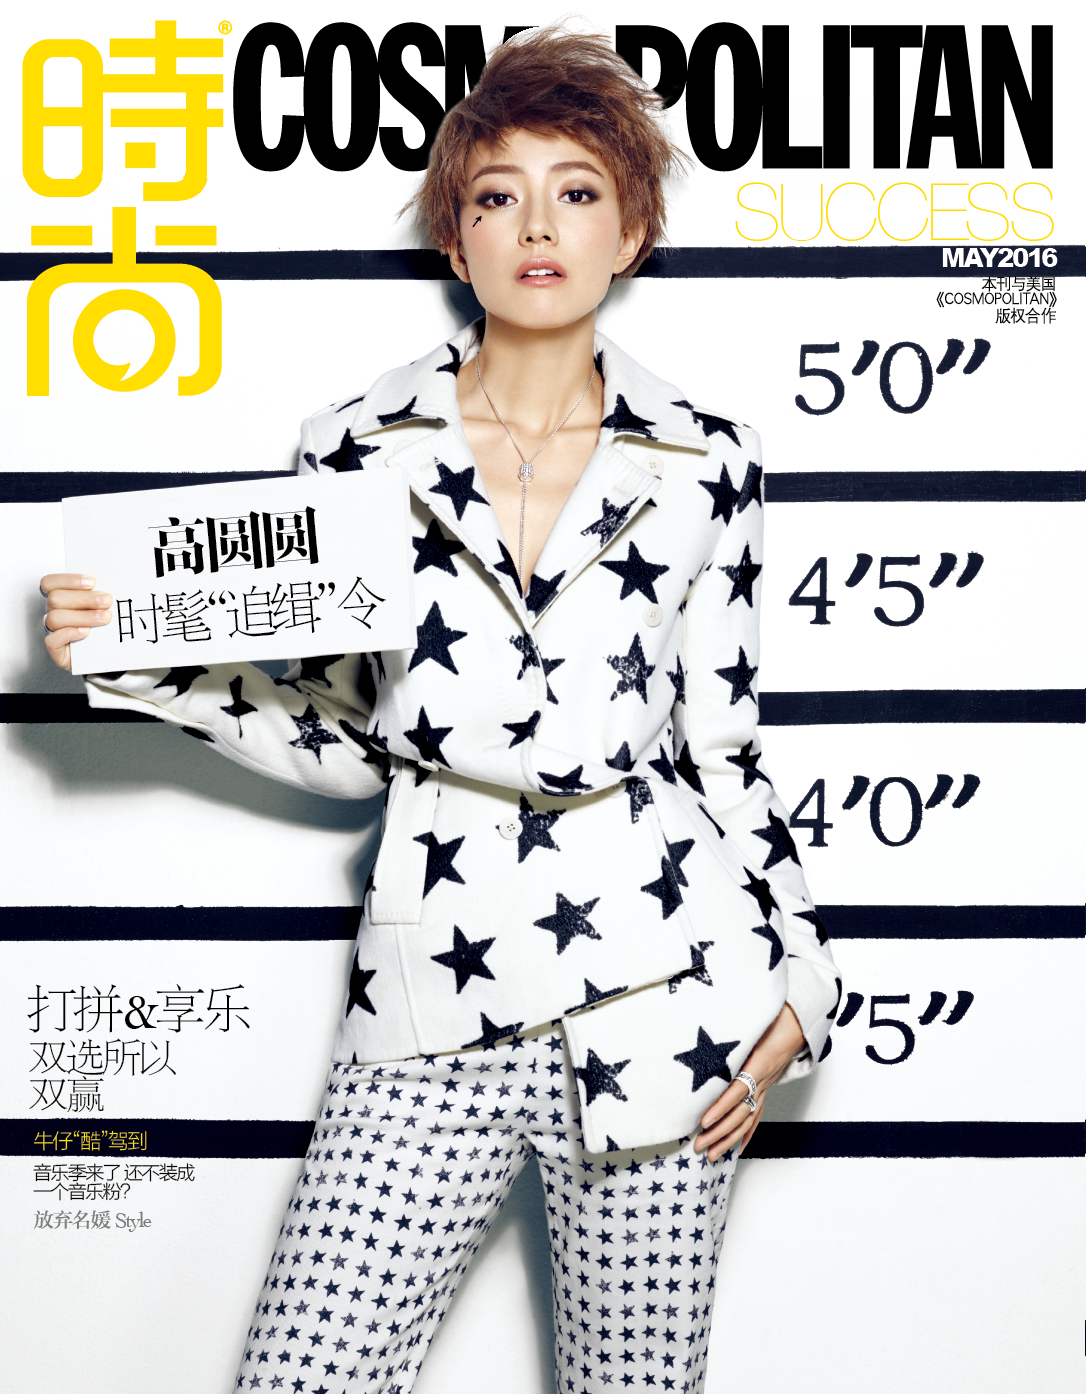 時尚®
COSMOPOLITAN
SUCCESS
MAY2016
本刊与美国
《COSMOPOLITAN》
版权合作
5’0”
4’5”
4’0”
’5”
高圆圆
时髦“追缉”令
打拼&享乐
双选所以
双赢
牛仔“酷”驾到
音乐季来了 还不装成
一个音乐粉?
放弃名媛 Style